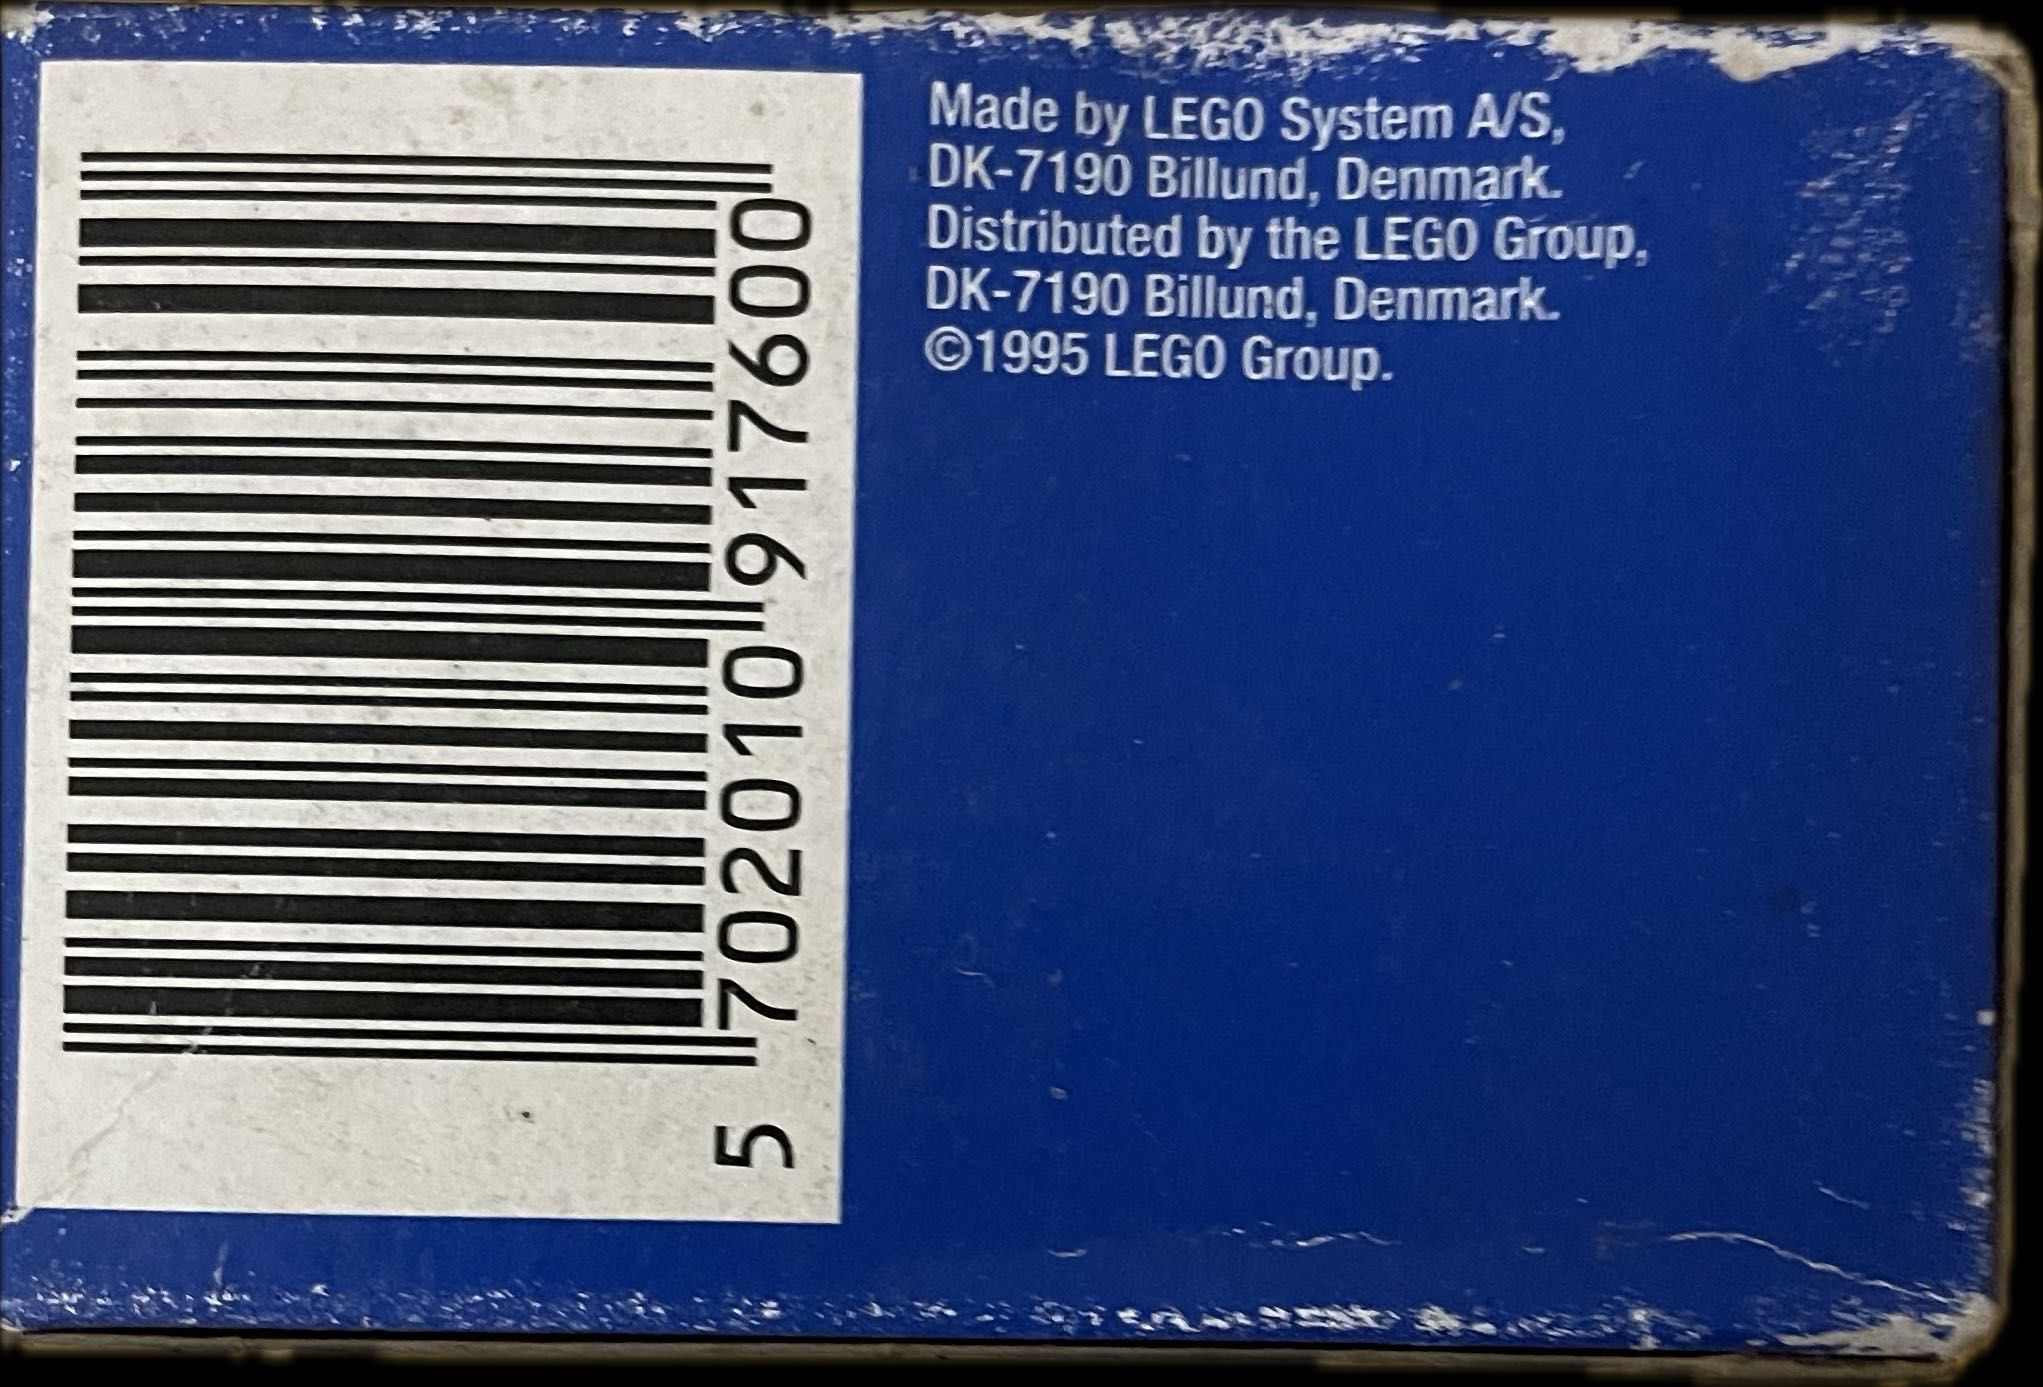 Made by LEGO System A/S,
DK-7190 Billund, Denmark.
Distributed by the LEGO Group,
DK-7190 Billund, Denmark.
©1995 LEGO Group.
5 702010 917600